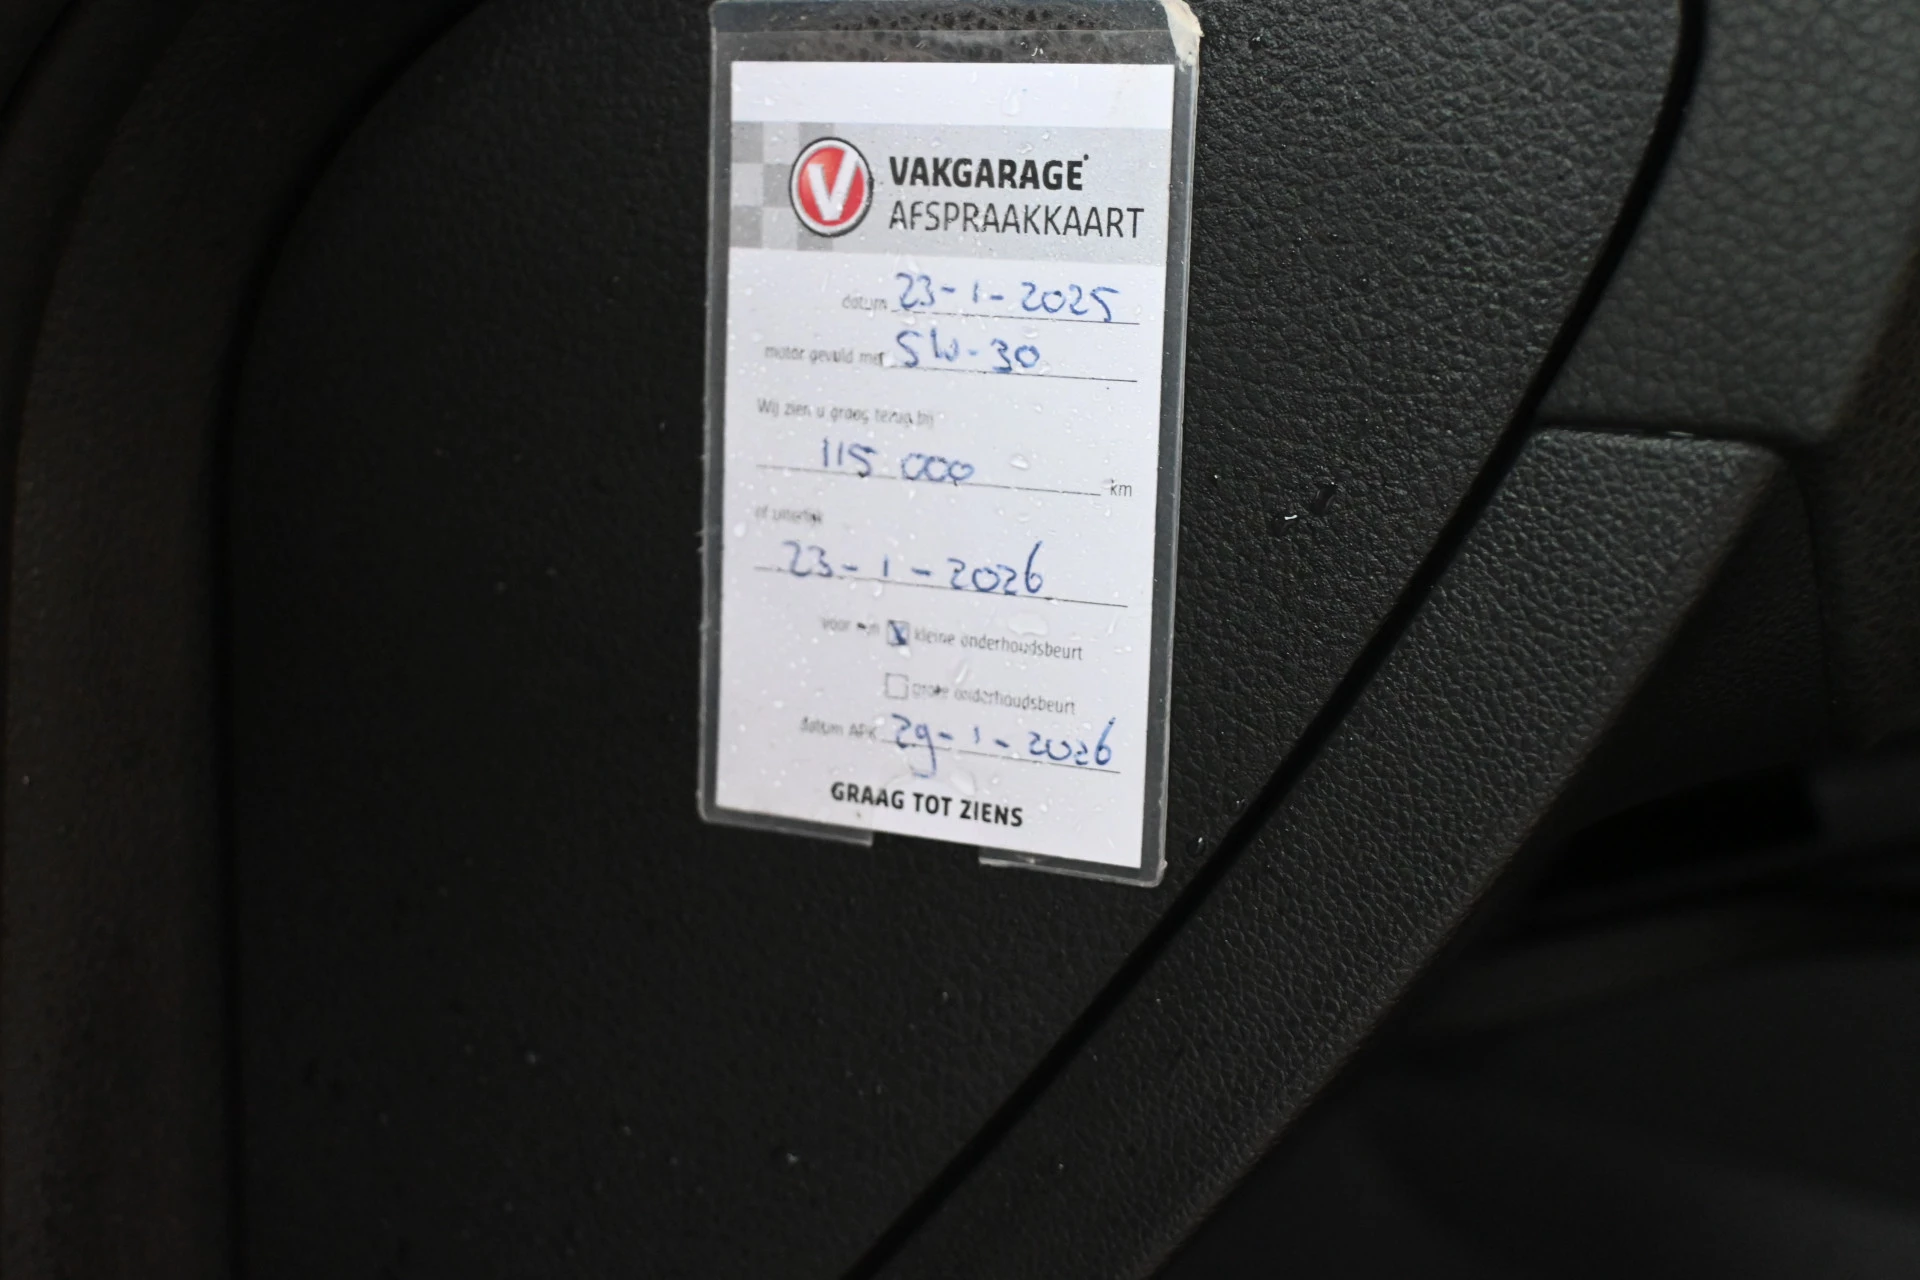 V VAKGARAGE
AFSPRAAKKAART
datum 23-1-2025
motor gevuld met 5W-30
Wij zien u graag terug bij
115 000 km
of uiterlijk
23-1-2026
voor een kleine onderhoudsbeurt
grote onderhoudsbeurt
datum APK 29-1-2026
GRAAG TOT ZIENS